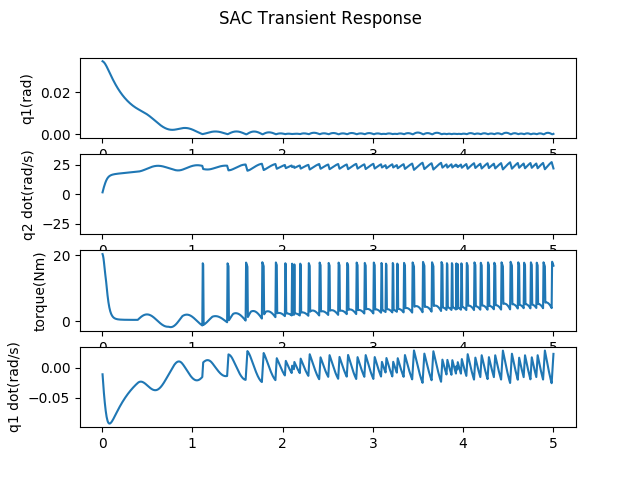 SAC Transient Response
q1(rad)
0.02
0.00
0 1 2 3 4 5
q2 dot(rad/s)
25
0
−25
0 1 2 3 4 5
torque(Nm)
20
0
0 1 2 3 4 5
q1 dot(rad/s)
0.00
−0.05
0 1 2 3 4 5